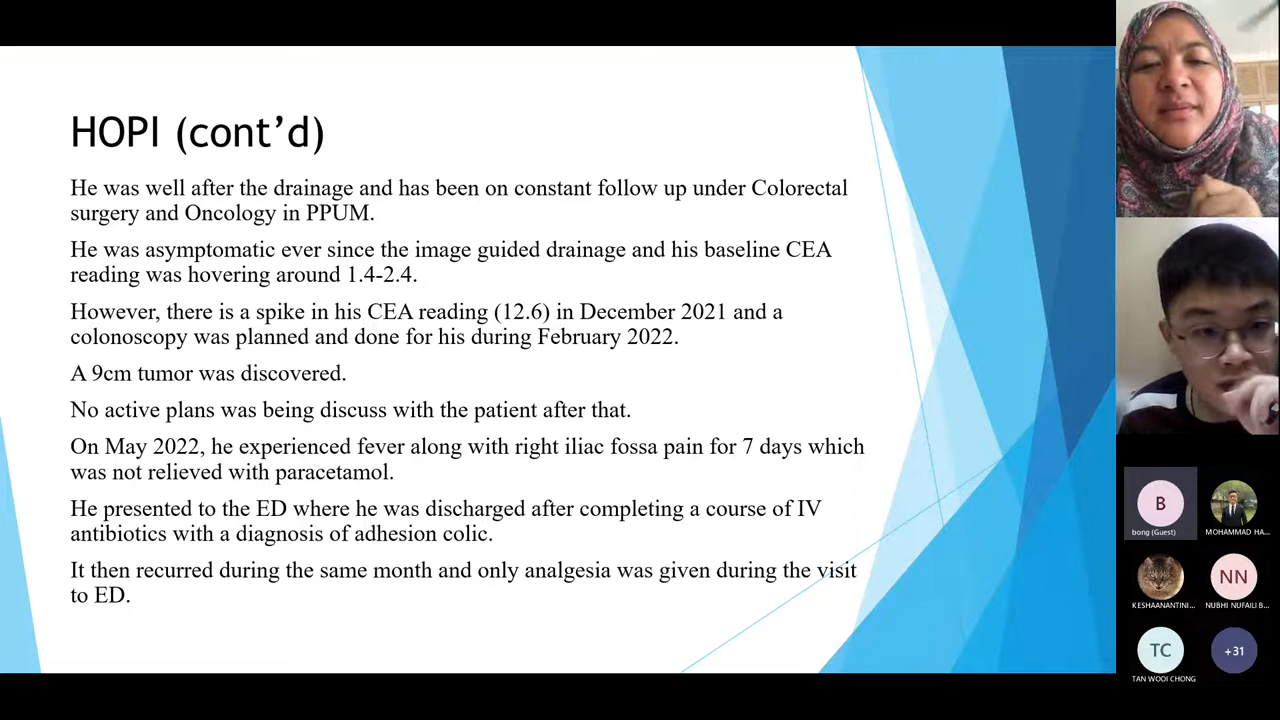 HOPI (cont’d)
He was well after the drainage and has been on constant follow up under Colorectal
surgery and Oncology in PPUM.
He was asymptomatic ever since the image guided drainage and his baseline CEA
reading was hovering around 1.4-2.4.
However, there is a spike in his CEA reading (12.6) in December 2021 and a
colonoscopy was planned and done for his during February 2022.
A 9cm tumor was discovered.
No active plans was being discuss with the patient after that.
On May 2022, he experienced fever along with right iliac fossa pain for 7 days which
was not relieved with paracetamol.
He presented to the ED where he was discharged after completing a course of IV
antibiotics with a diagnosis of adhesion colic.
It then recurred during the same month and only analgesia was given during the visit
to ED.
B
bong (Guest)
MOHAMMAD HA...
KESHAANANTINI...
NN
NUBHI NUFAILI B...
TC
TAN WOOI CHONG
+31